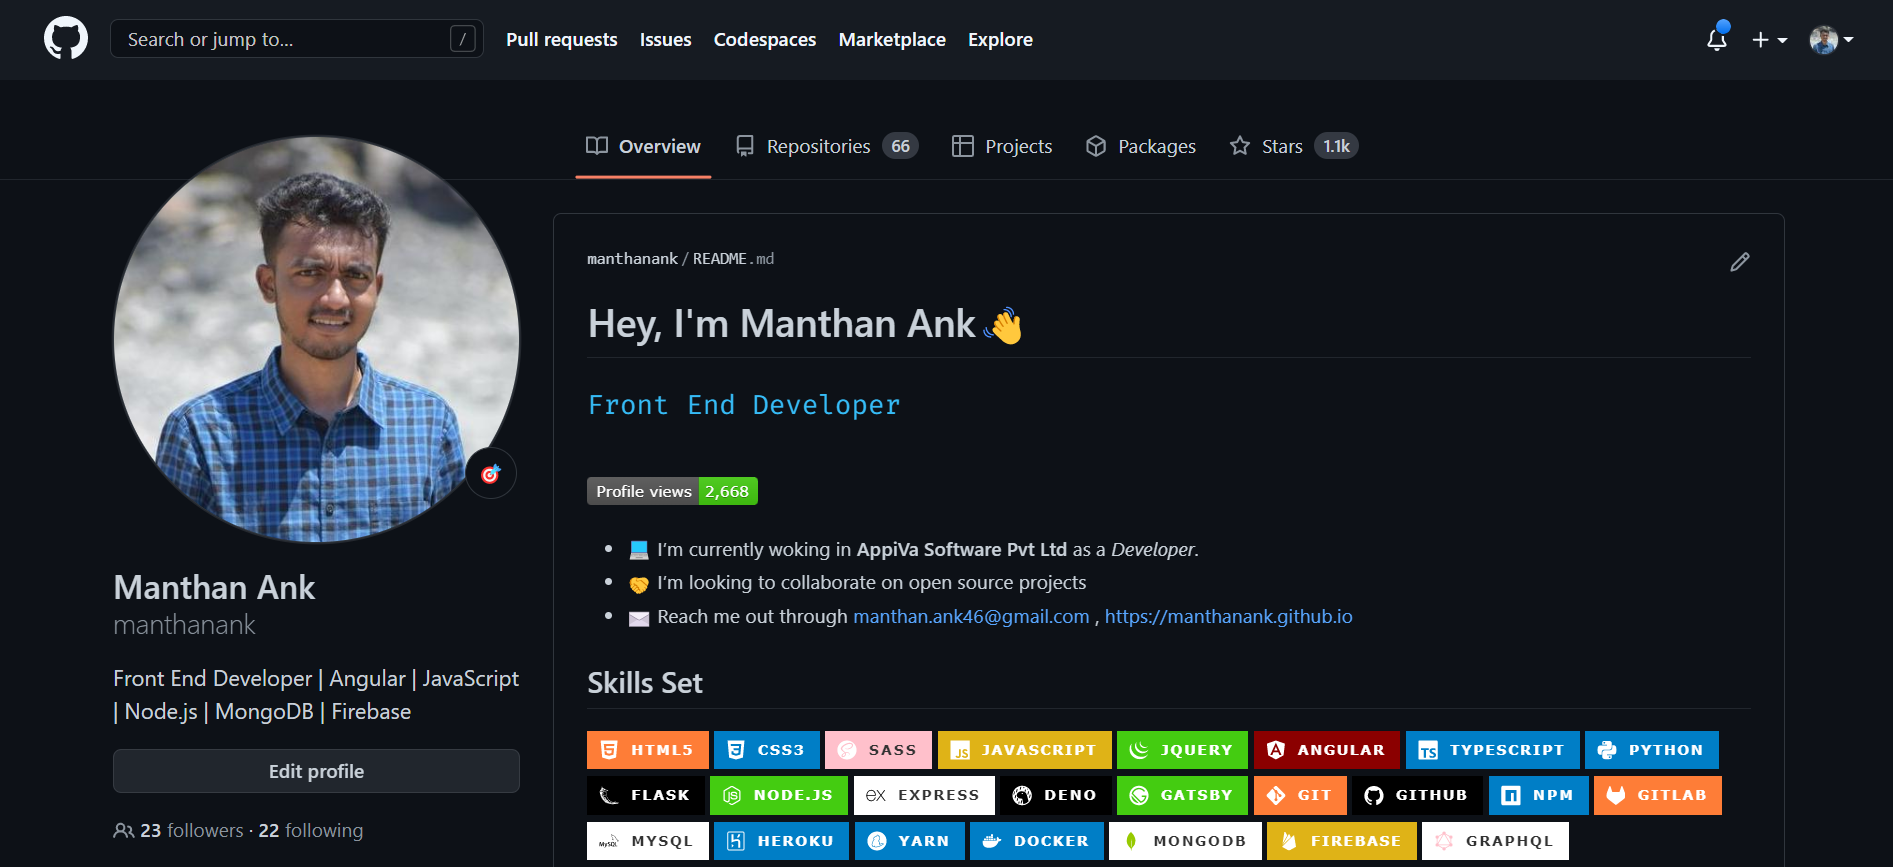 Search or jump to... / Pull requests Issues Codespaces Marketplace Explore
Overview Repositories 66 Projects Packages Stars 1.1k
manthanank / README.md
Hey, I'm Manthan Ank 👋
Front End Developer
Profile views 2,668
• 💻 I'm currently woking in AppiVa Software Pvt Ltd as a Developer.
• 🤝 I'm looking to collaborate on open source projects
• ✉️ Reach me out through manthan.ank46@gmail.com , https://manthanank.github.io
Skills Set
HTML5 CSS3 SASS JS JAVASCRIPT JQUERY ANGULAR TS TYPESCRIPT PYTHON
FLASK NODE.JS EX EXPRESS DENO GATSBY GIT GITHUB NPM GITLAB
MySQL MYSQL HEROKU YARN DOCKER MONGODB FIREBASE GRAPHQL
Manthan Ank
manthanank
Front End Developer | Angular | JavaScript
| Node.js | MongoDB | Firebase
Edit profile
23 followers · 22 following